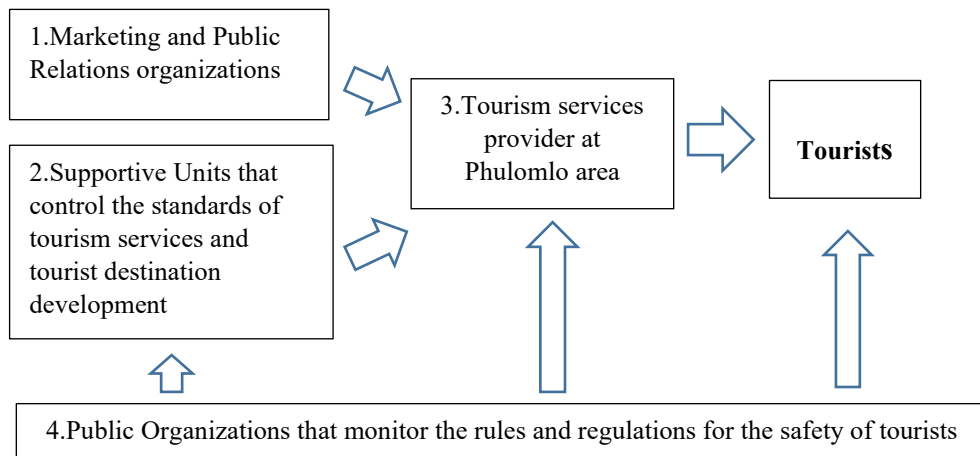 1.Marketing and Public
Relations organizations
2.Supportive Units that
control the standards of
tourism services and
tourist destination
development
3.Tourism services
provider at
Phulomlo area
Tourists
4.Public Organizations that monitor the rules and regulations for the safety of tourists